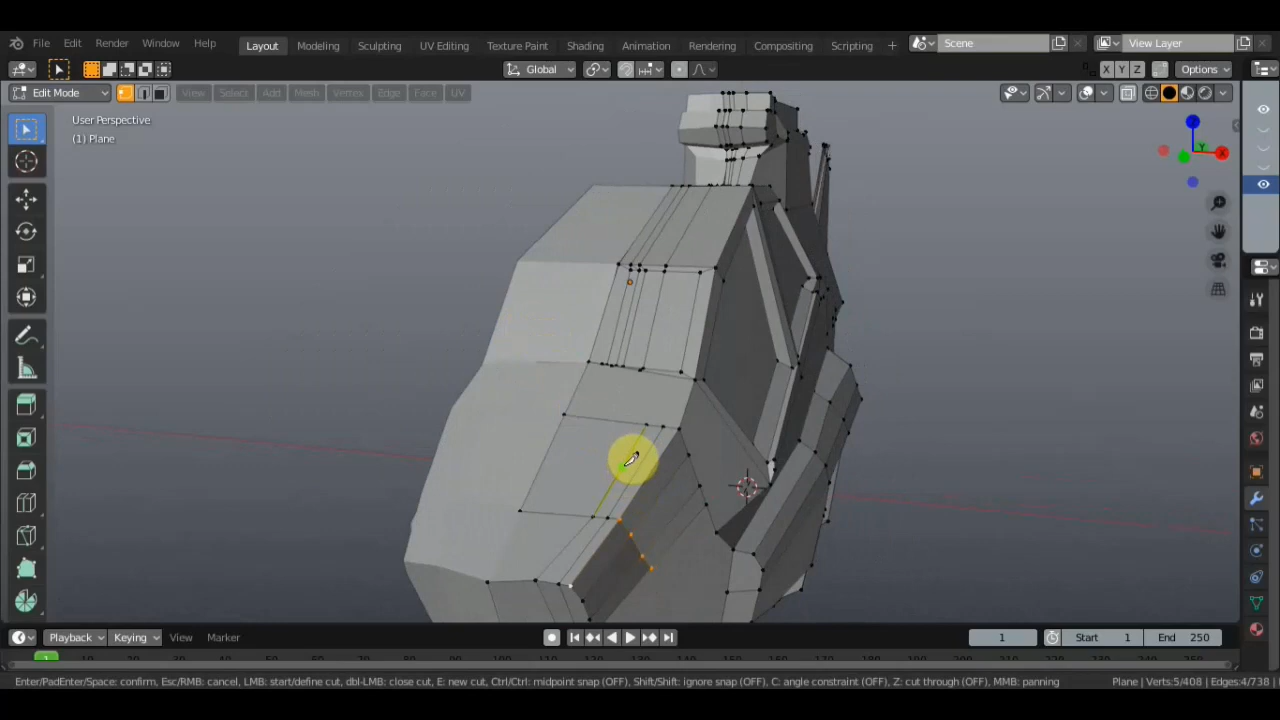 File Edit Render Window Help Layout Modeling Sculpting UV Editing Texture Paint Shading Animation Rendering Compositing Scripting + Scene View Layer
Global X Y Z Options
Edit Mode View Select Add Mesh Vertex Edge Face UV
User Perspective
(1) Plane
Z
Y
X
Playback Keying View Marker 1 Start 1 End 250
1
Enter/PadEnter/Space: confirm, Esc/RMB: cancel, LMB: start/define cut, dbl-LMB: close cut, E: new cut, Ctrl/Ctrl: midpoint snap (OFF), Shift/Shift: ignore snap (OFF), C: angle constraint (OFF), Z: cut through (OFF), MMB: panning Plane | Verts:5/408 | Edges:4/738 |